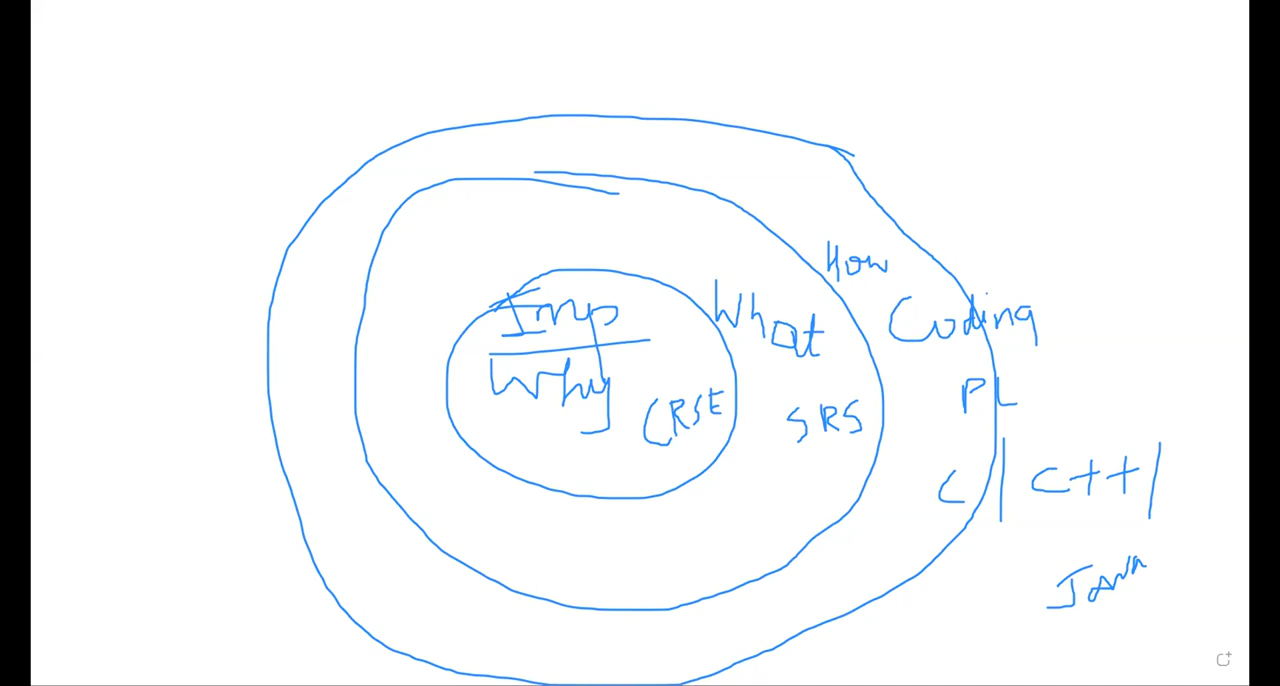 How
Imp
What
Coding
Why
CRSE
SRS
PL
C | C++ |
Java